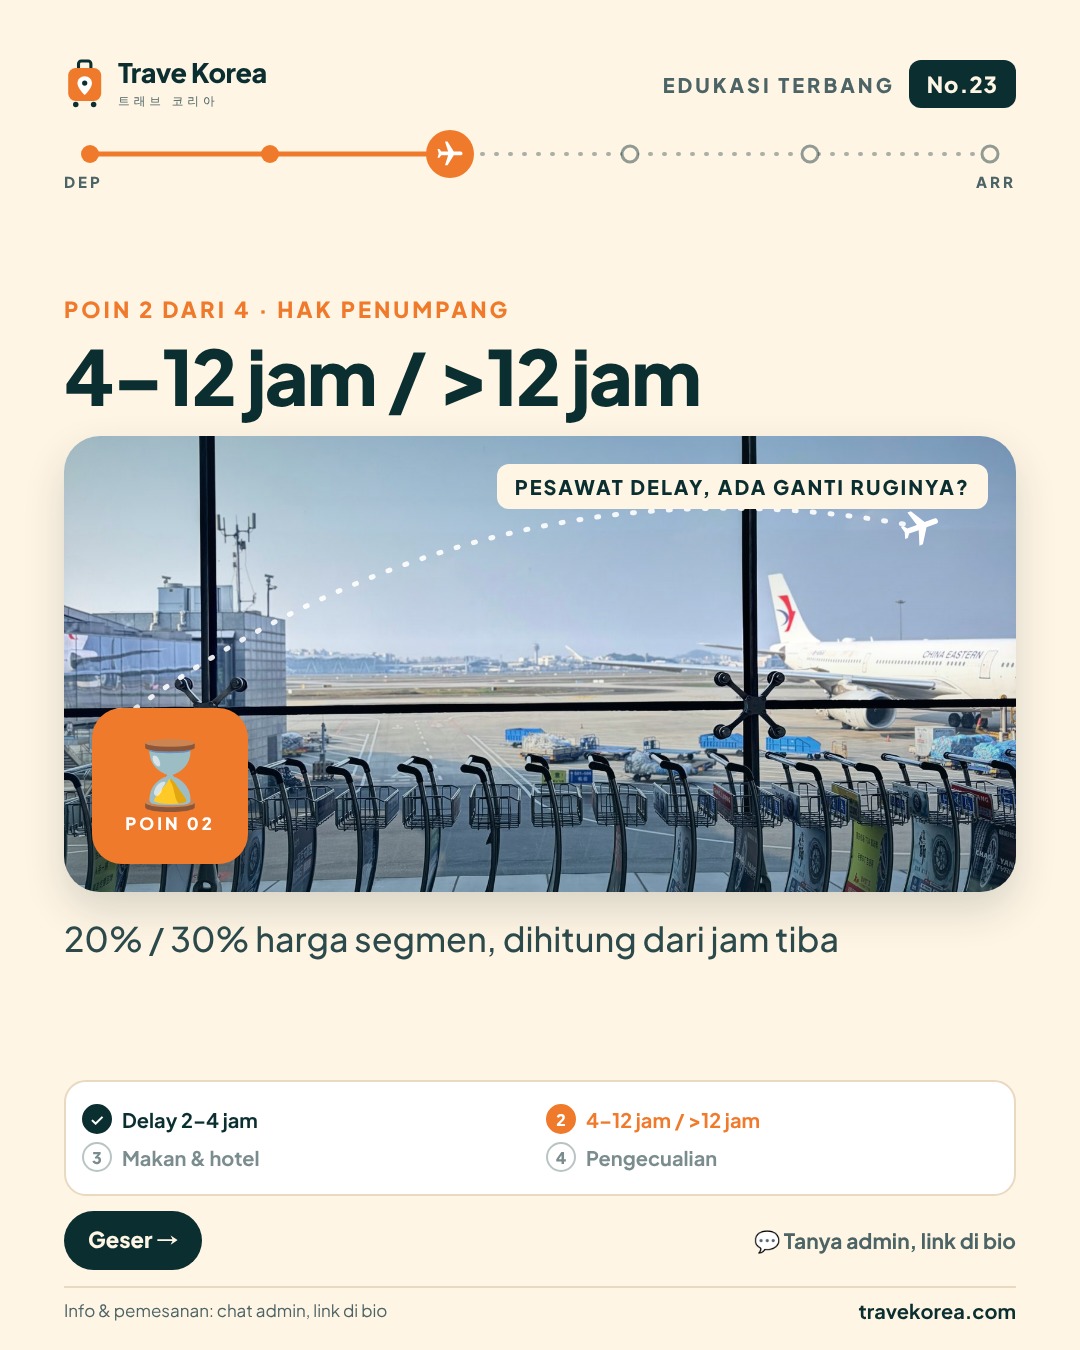 Trave Korea
트래브 코리아
EDUKASI TERBANG
No.23
DEP
ARR
POIN 2 DARI 4 · HAK PENUMPANG
4–12 jam / >12 jam
PESAWAT DELAY, ADA GANTI RUGINYA?
CHINA EASTERN
POIN 02
20% / 30% harga segmen, dihitung dari jam tiba
Delay 2–4 jam
2 4–12 jam / >12 jam
3 Makan & hotel
4 Pengecualian
Geser →
💬 Tanya admin, link di bio
Info & pemesanan: chat admin, link di bio
travekorea.com